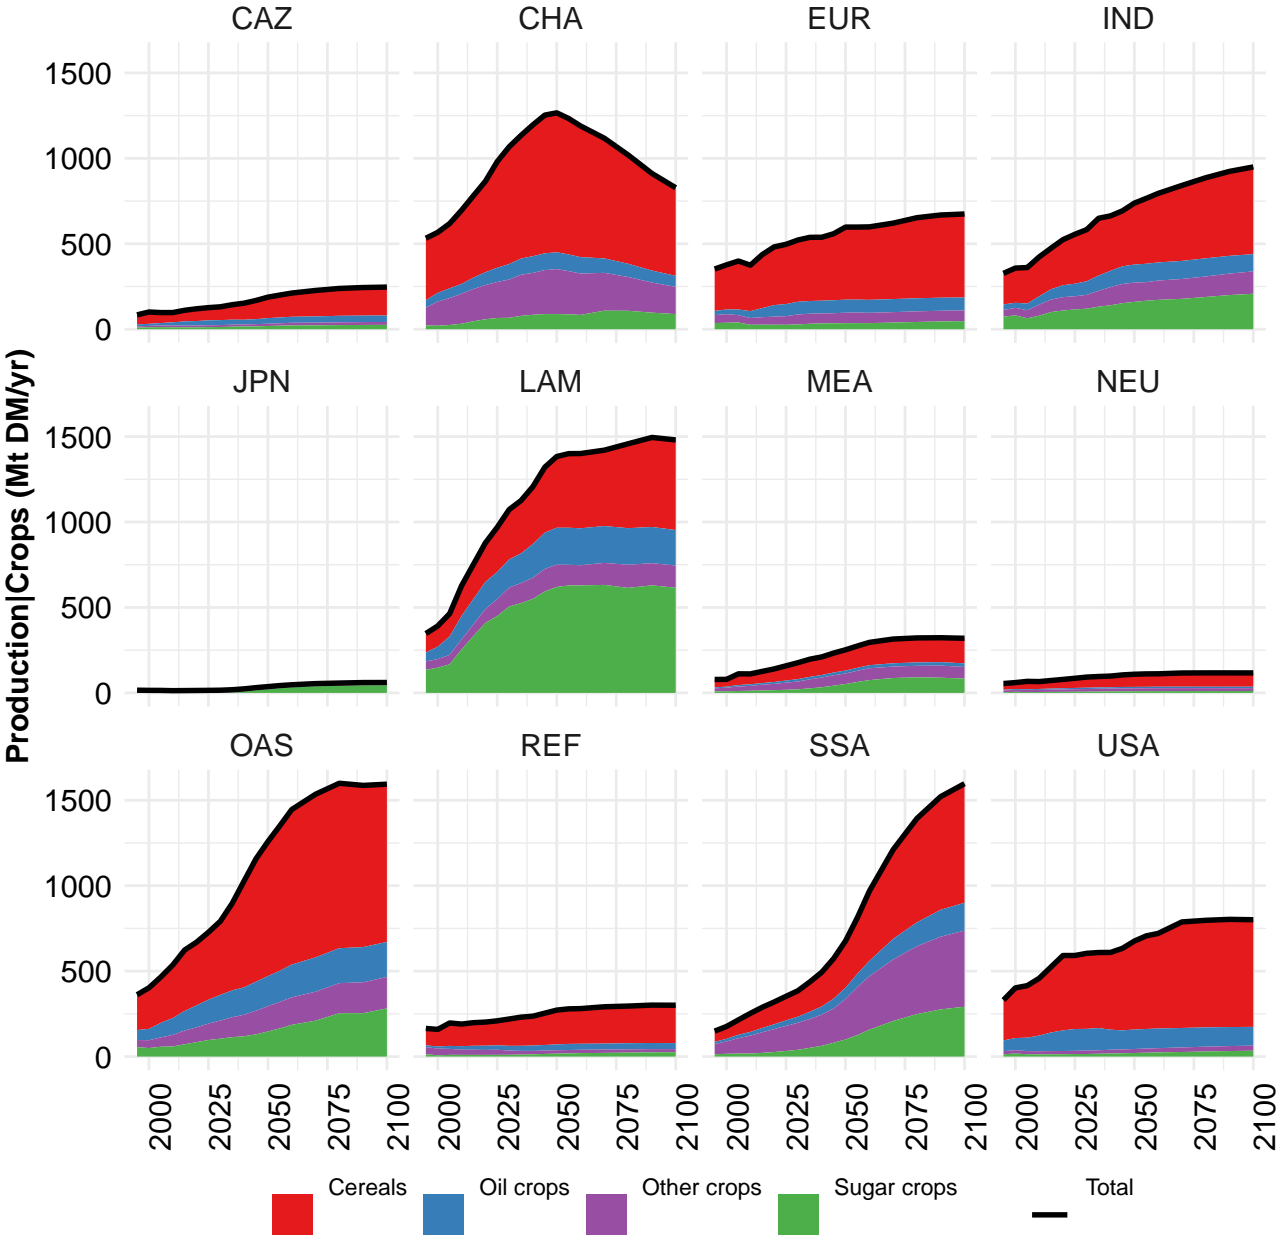 CAZ CHA EUR IND
1500
1000
500
0
JPN LAM MEA NEU
1500
1000
500
0
Production|Crops (Mt DM/yr)
OAS REF SSA USA
1500
1000
500
0
2000 2025 2050 2075 2100 2000 2025 2050 2075 2100 2000 2025 2050 2075 2100 2000 2025 2050 2075 2100
Cereals Oil crops Other crops Sugar crops Total